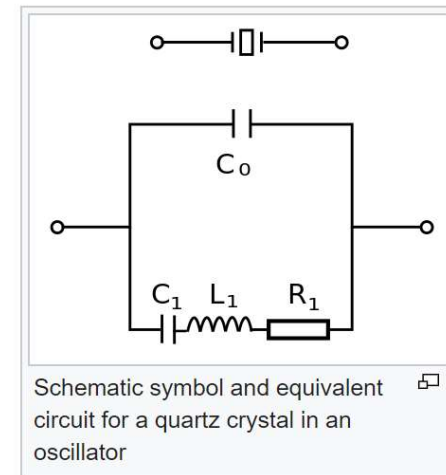 C₀
C₁ L₁ R₁
Schematic symbol and equivalent
circuit for a quartz crystal in an
oscillator